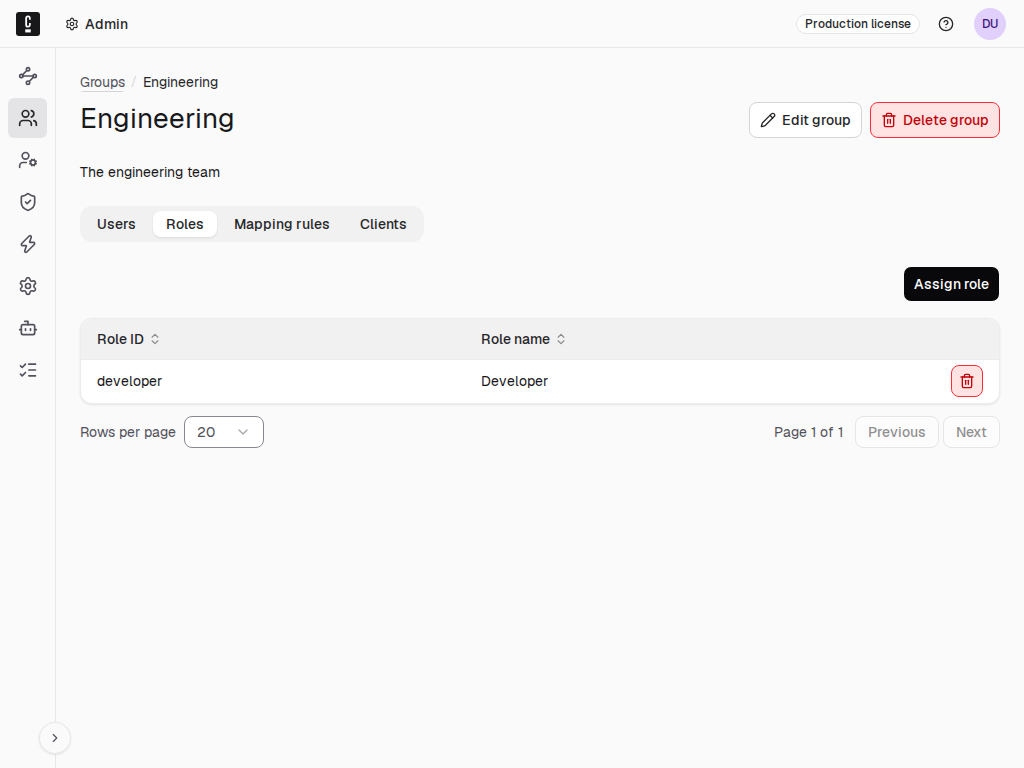 Admin
Production license
DU
Groups / Engineering
Engineering
Edit group
Delete group
The engineering team
Users
Roles
Mapping rules
Clients
Assign role
Role ID
Role name
developer
Developer
Rows per page
20
Page 1 of 1
Previous
Next